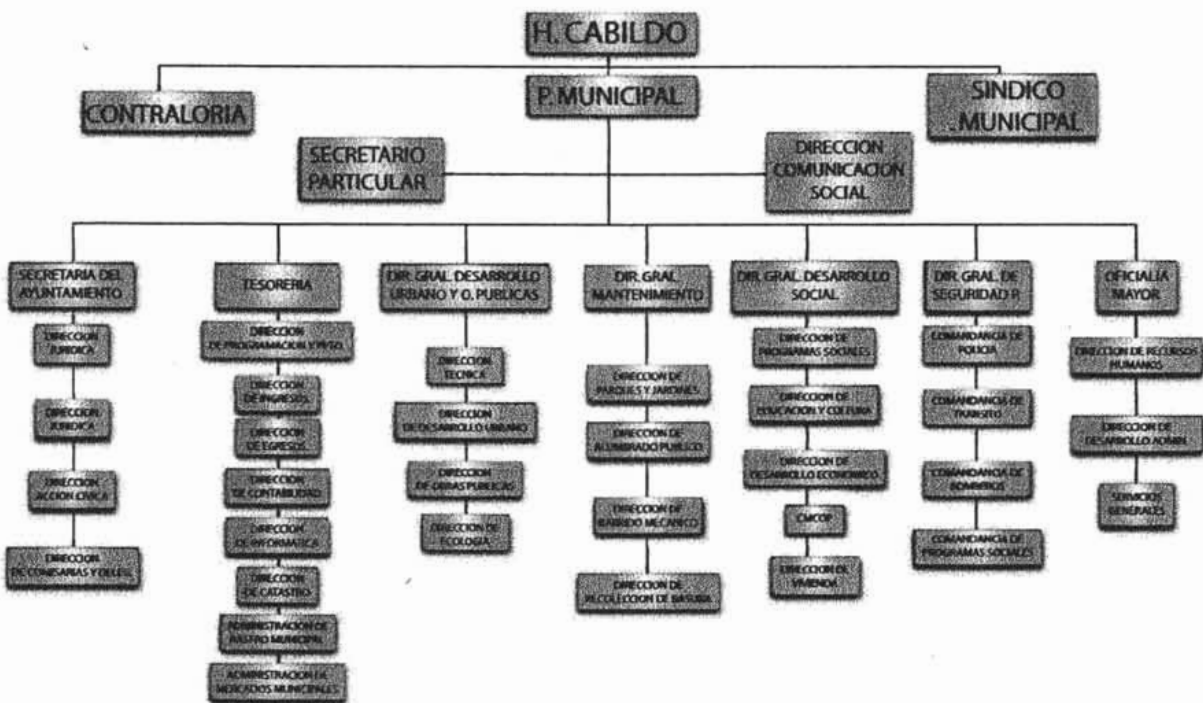 H. CABILDO
CONTRALORIA
P. MUNICIPAL
SINDICO
MUNICIPAL
SECRETARIO
PARTICULAR
DIRECCION
COMUNICACION
SOCIAL
SECRETARIA DEL
AYUNTAMIENTO
DIRECCION
JURIDICA
DIRECCION
JURIDICA
DIRECCION
ACCION CIVICA
DIRECCION
DE COMISARIAS Y DELEG.
TESORERIA
DIRECCION
DE PROGRAMACION Y PPTO.
DIRECCION
DE INGRESOS
DIRECCION
DE EGRESOS
DIRECCION
DE CONTABILIDAD
DIRECCION
DE INFORMATICA
DIRECCION
DE CATASTRO
ADMINISTRACION DE
RASTRO MUNICIPAL
ADMINISTRACION DE
MERCADOS MUNICIPALES
DIR. GRAL. DESARROLLO
URBANO Y O. PUBLICAS
DIRECCION
TECNICA
DIRECCION
DE DESARROLLO URBANO
DIRECCION
DE OBRAS PUBLICAS
DIRECCION DE
ECOLOGIA
DIR. GRAL.
MANTENIMIENTO
DIRECCION DE
PARQUES Y JARDINES
DIRECCION DE
ALUMBRADO PUBLICO
DIRECCION DE
BARRIDO MECANICO
DIRECCION DE
RECOLECCION DE BASURA
DIR. GRAL. DESARROLLO
SOCIAL
DIRECCION DE
PROGRAMAS SOCIALES
DIRECCION DE
EDUCACION Y CULTURA
DIRECCION DE
DESARROLLO ECONOMICO
CMCOP
DIRECCION DE
VIVIENDA
DIR. GRAL. DE
SEGURIDAD P.
COMANDANCIA DE
POLICIA
COMANDANCIA DE
TRANSITO
COMANDANCIA DE
BOMBEROS
COMANDANCIA DE
PROGRAMAS SOCIALES
OFICIALIA
MAYOR
DIRECCION DE RECURSOS
HUMANOS
DIRECCION DE
DESARROLLO ADMIN.
SERVICIOS
GENERALES